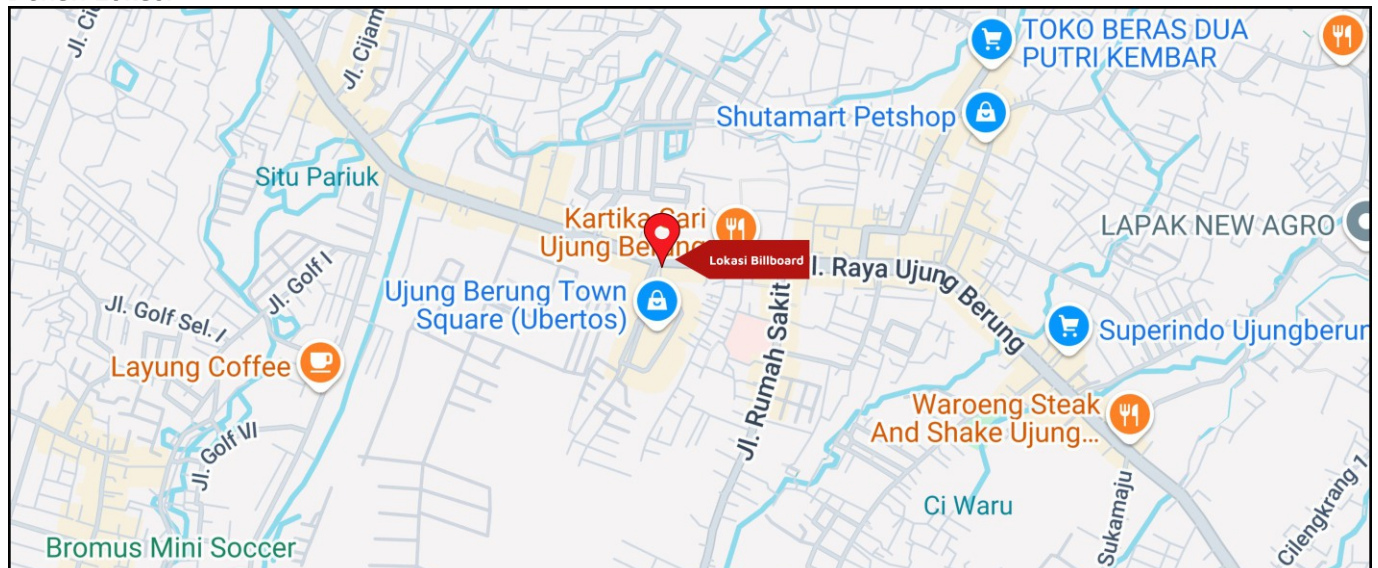 Jl. Cijam
TOKO BERAS DUA
PUTRI KEMBAR
Shutamart Petshop
Situ Pariuk
Kartika Sari
Ujung Berung
Lokasi Billboard
LAPAK NEW AGRO
Jl. Raya Ujung Berung
Jl. Golf I
Ujung Berung Town
Square (Ubertos)
Jl. Golf Sel. I
Jl. Rumah Sakit
Superindo Ujungberun
Layung Coffee
Waroeng Steak
And Shake Ujung...
Jl. Golf VI
Ci Waru
Sukamaju
Cilengkrang 1
Bromus Mini Soccer